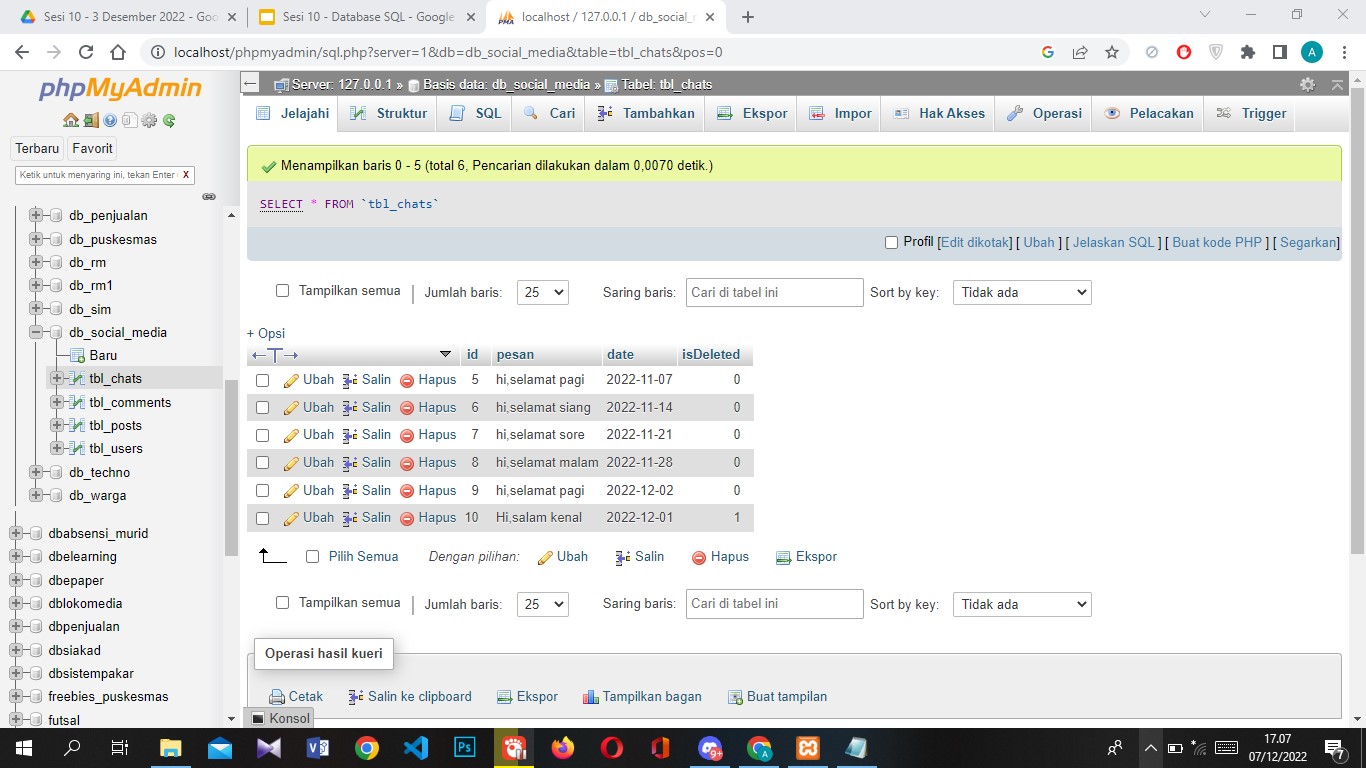 Sesi 10 - 3 Desember 2022 - Goo
Sesi 10 - Database SQL - Google
localhost / 127.0.0.1 / db_social_
localhost/phpmyadmin/sql.php?server=1&db=db_social_media&table=tbl_chats&pos=0
A
phpMyAdmin
Terbaru Favorit
Ketik untuk menyaring ini, tekan Enter X
db_penjualan
db_puskesmas
db_rm
db_rm1
db_sim
db_social_media
Baru
tbl_chats
tbl_comments
tbl_posts
tbl_users
db_techno
db_warga
dbabsensi_murid
dbelearning
dbepaper
dblokomedia
dbpenjualan
dbsiakad
dbsistempakar
freebies_puskesmas
futsal
Server: 127.0.0.1 » Basis data: db_social_media » Tabel: tbl_chats
Jelajahi Struktur SQL Cari Tambahkan Ekspor Impor Hak Akses Operasi Pelacakan Trigger
Menampilkan baris 0 - 5 (total 6, Pencarian dilakukan dalam 0,0070 detik.)
SELECT * FROM `tbl_chats`
Profil [Edit dikotak] [ Ubah ] [ Jelaskan SQL ] [ Buat kode PHP ] [ Segarkan]
Tampilkan semua | Jumlah baris: 25 Saring baris: Cari di tabel ini Sort by key: Tidak ada
+ Opsi
←T→ id pesan date isDeleted
Ubah Salin Hapus 5 hi,selamat pagi 2022-11-07 0
Ubah Salin Hapus 6 hi,selamat siang 2022-11-14 0
Ubah Salin Hapus 7 hi,selamat sore 2022-11-21 0
Ubah Salin Hapus 8 hi,selamat malam 2022-11-28 0
Ubah Salin Hapus 9 hi,selamat pagi 2022-12-02 0
Ubah Salin Hapus 10 Hi,salam kenal 2022-12-01 1
Pilih Semua Dengan pilihan: Ubah Salin Hapus Ekspor
Tampilkan semua | Jumlah baris: 25 Saring baris: Cari di tabel ini Sort by key: Tidak ada
Operasi hasil kueri
Cetak Salin ke clipboard Ekspor Tampilkan bagan Buat tampilan
Konsol
17.07
07/12/2022
7